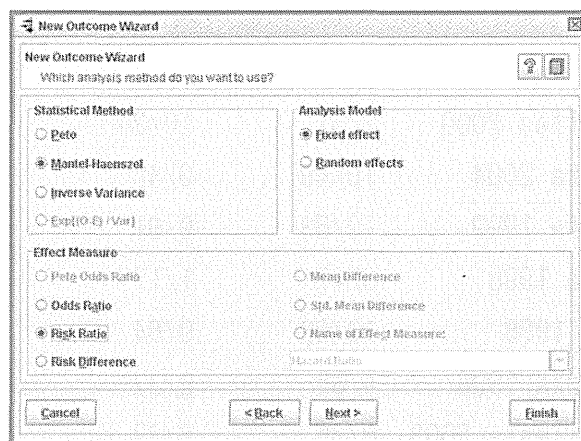 New Outcome Wizard
New Outcome Wizard
Which analysis method do you want to use?
Statistical Method
Peto
Mantel-Haenszel
Inverse Variance
Exp[(O-E) / Var]
Analysis Model
Fixed effect
Random effects
Effect Measure
Peto Odds Ratio
Odds Ratio
Risk Ratio
Risk Difference
Mean Difference
Std. Mean Difference
Name of Effect Measure:
Hazard Ratio
Cancel
< Back
Next >
Finish